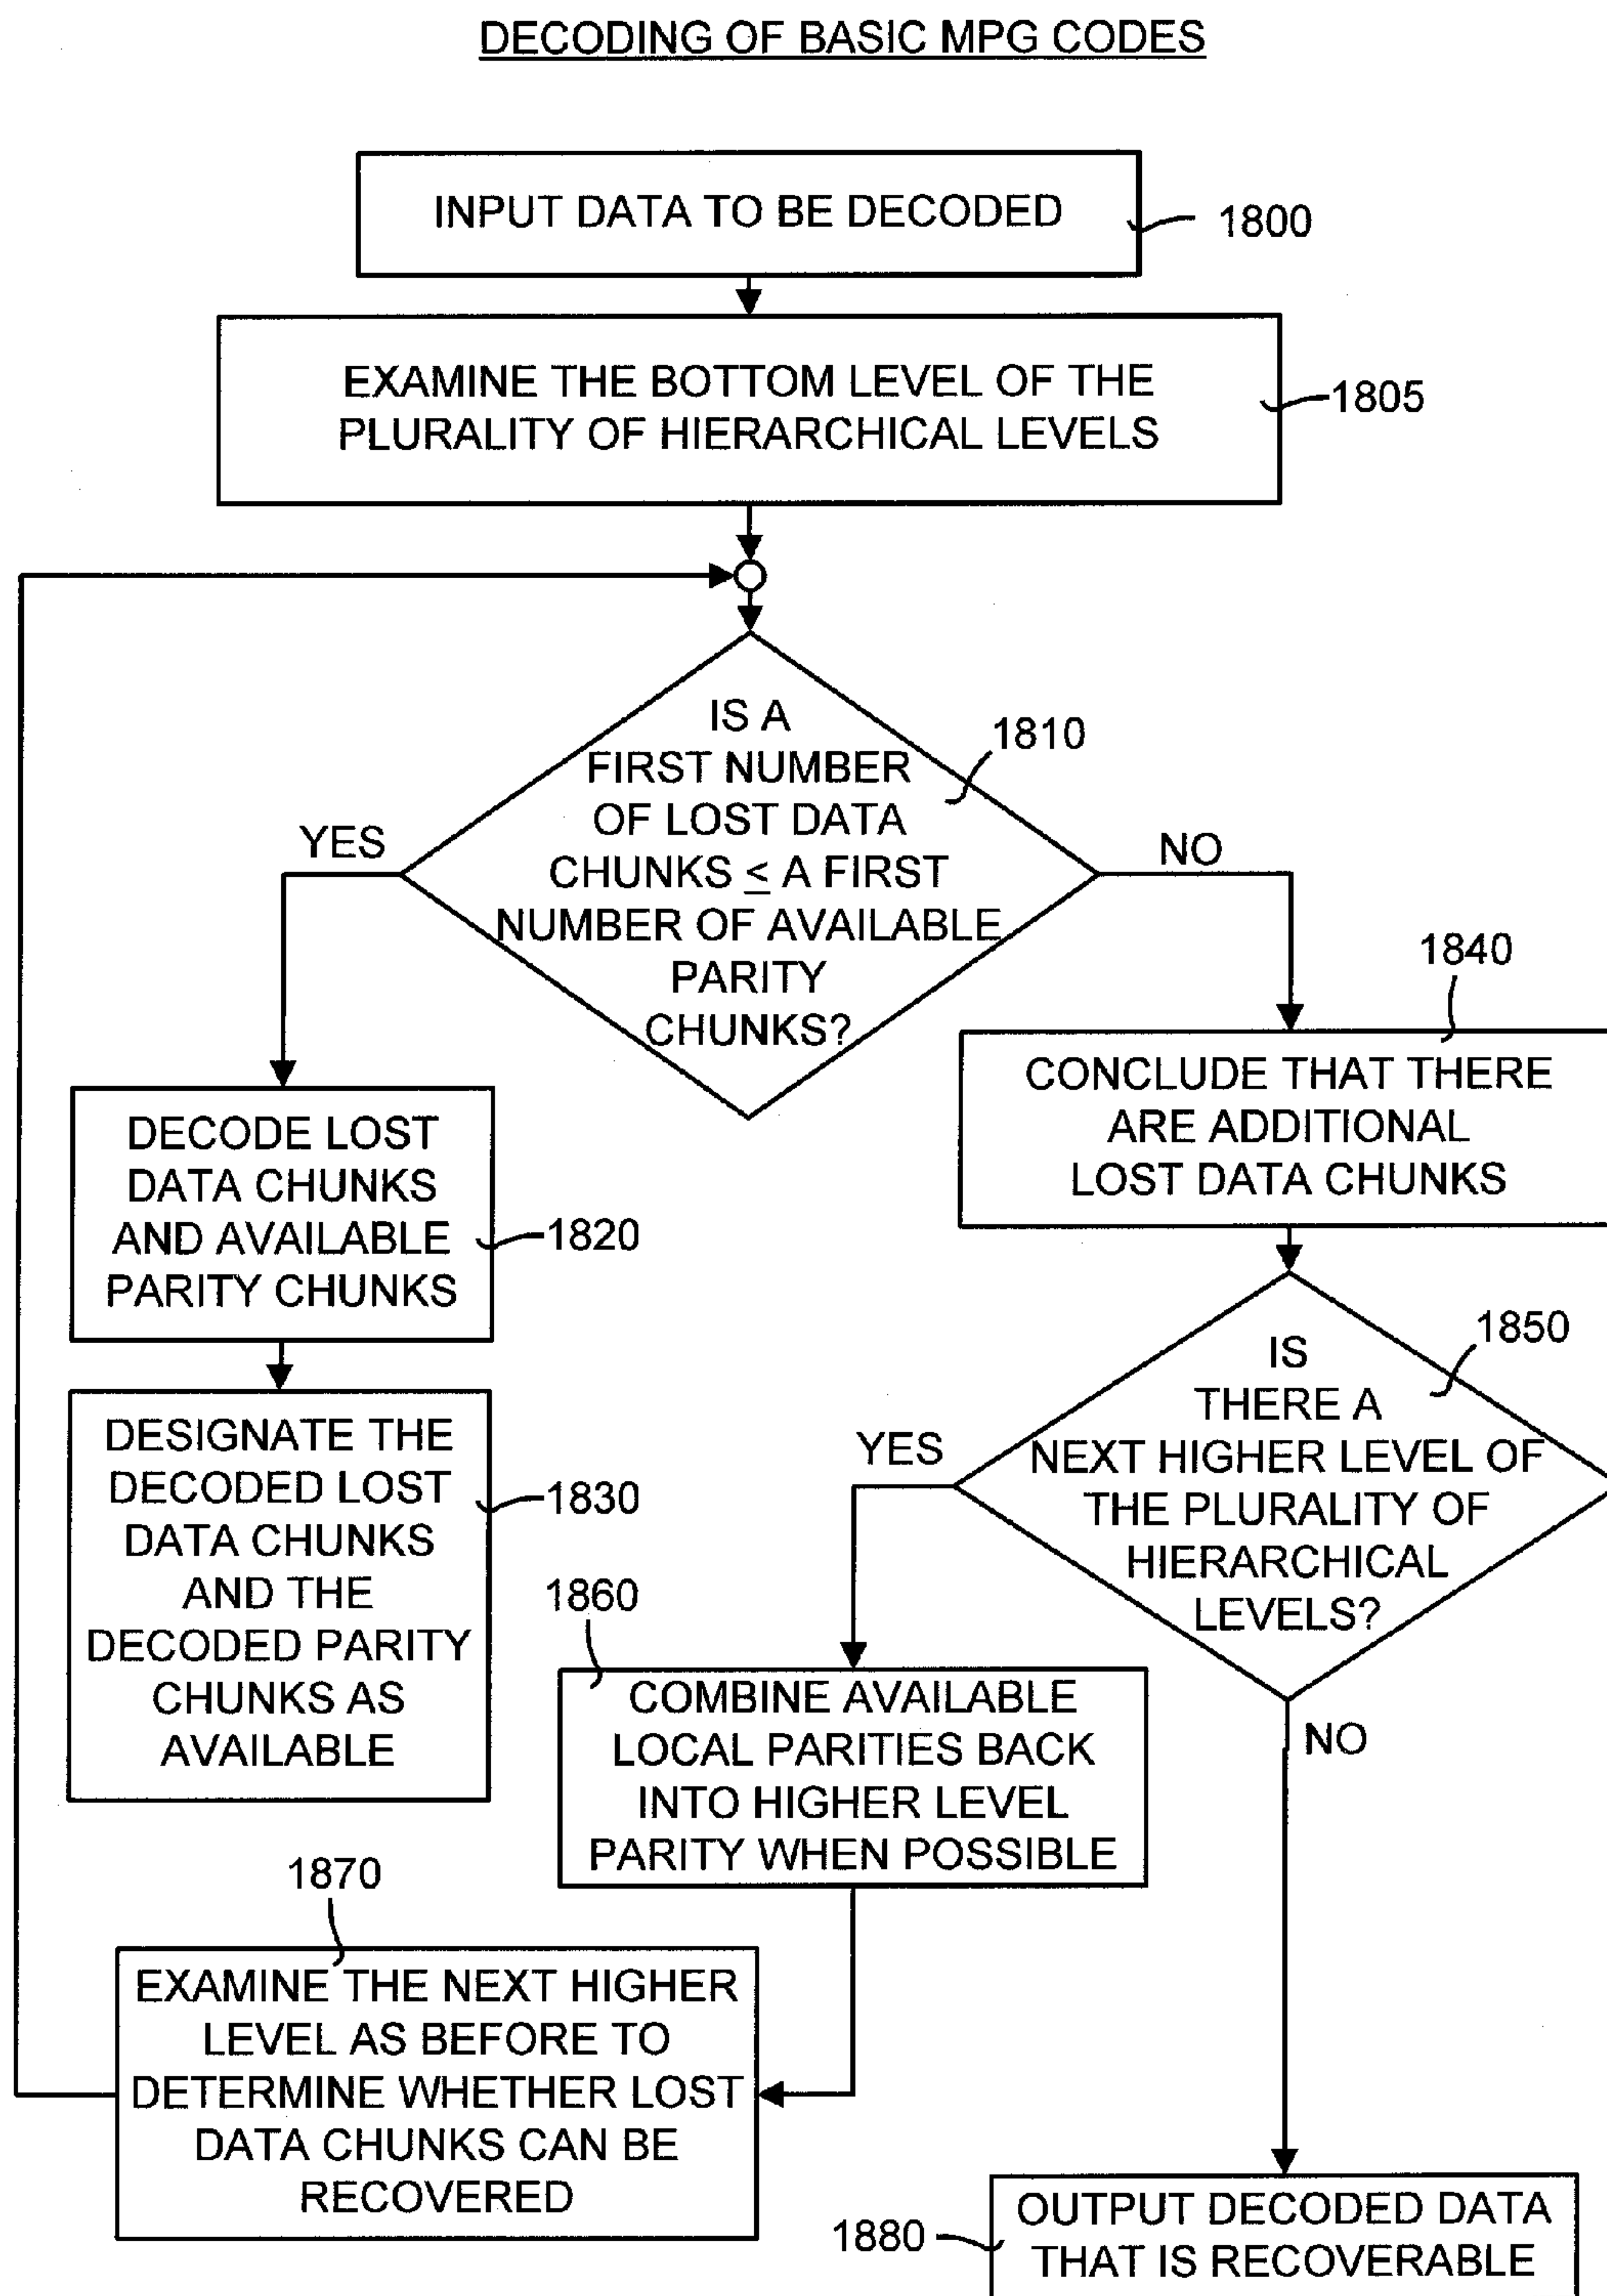 DECODING OF BASIC MPG CODES
INPUT DATA TO BE DECODED
1800
EXAMINE THE BOTTOM LEVEL OF THE
PLURALITY OF HIERARCHICAL LEVELS
1805
IS A
FIRST NUMBER
OF LOST DATA
CHUNKS ≤ A FIRST
NUMBER OF AVAILABLE
PARITY
CHUNKS?
1810
YES
NO
1840
CONCLUDE THAT THERE
ARE ADDITIONAL
LOST DATA CHUNKS
DECODE LOST
DATA CHUNKS
AND AVAILABLE
PARITY CHUNKS
1820
DESIGNATE THE
DECODED LOST
DATA CHUNKS
AND THE
DECODED PARITY
CHUNKS AS
AVAILABLE
1830
IS
THERE A
NEXT HIGHER LEVEL OF
THE PLURALITY OF
HIERARCHICAL
LEVELS?
1850
YES
NO
1860
COMBINE AVAILABLE
LOCAL PARITIES BACK
INTO HIGHER LEVEL
PARITY WHEN POSSIBLE
1870
EXAMINE THE NEXT HIGHER
LEVEL AS BEFORE TO
DETERMINE WHETHER LOST
DATA CHUNKS CAN BE
RECOVERED
1880
OUTPUT DECODED DATA
THAT IS RECOVERABLE